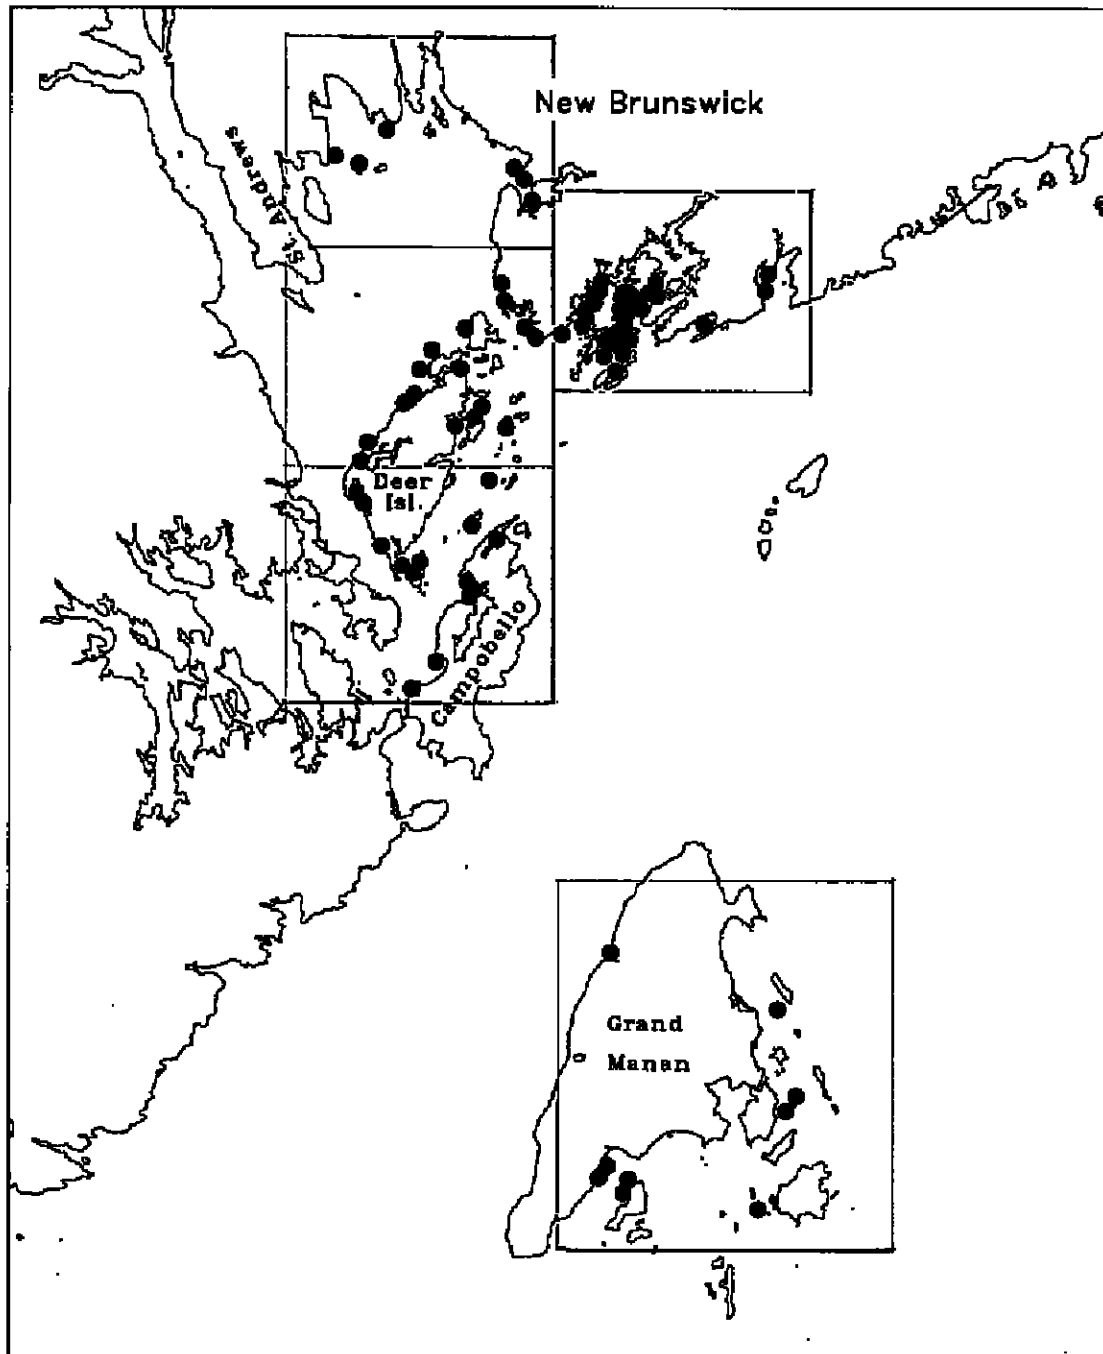 New Brunswick
St. Andrews
Deer
Isl.
Campobello
Grand
Manan